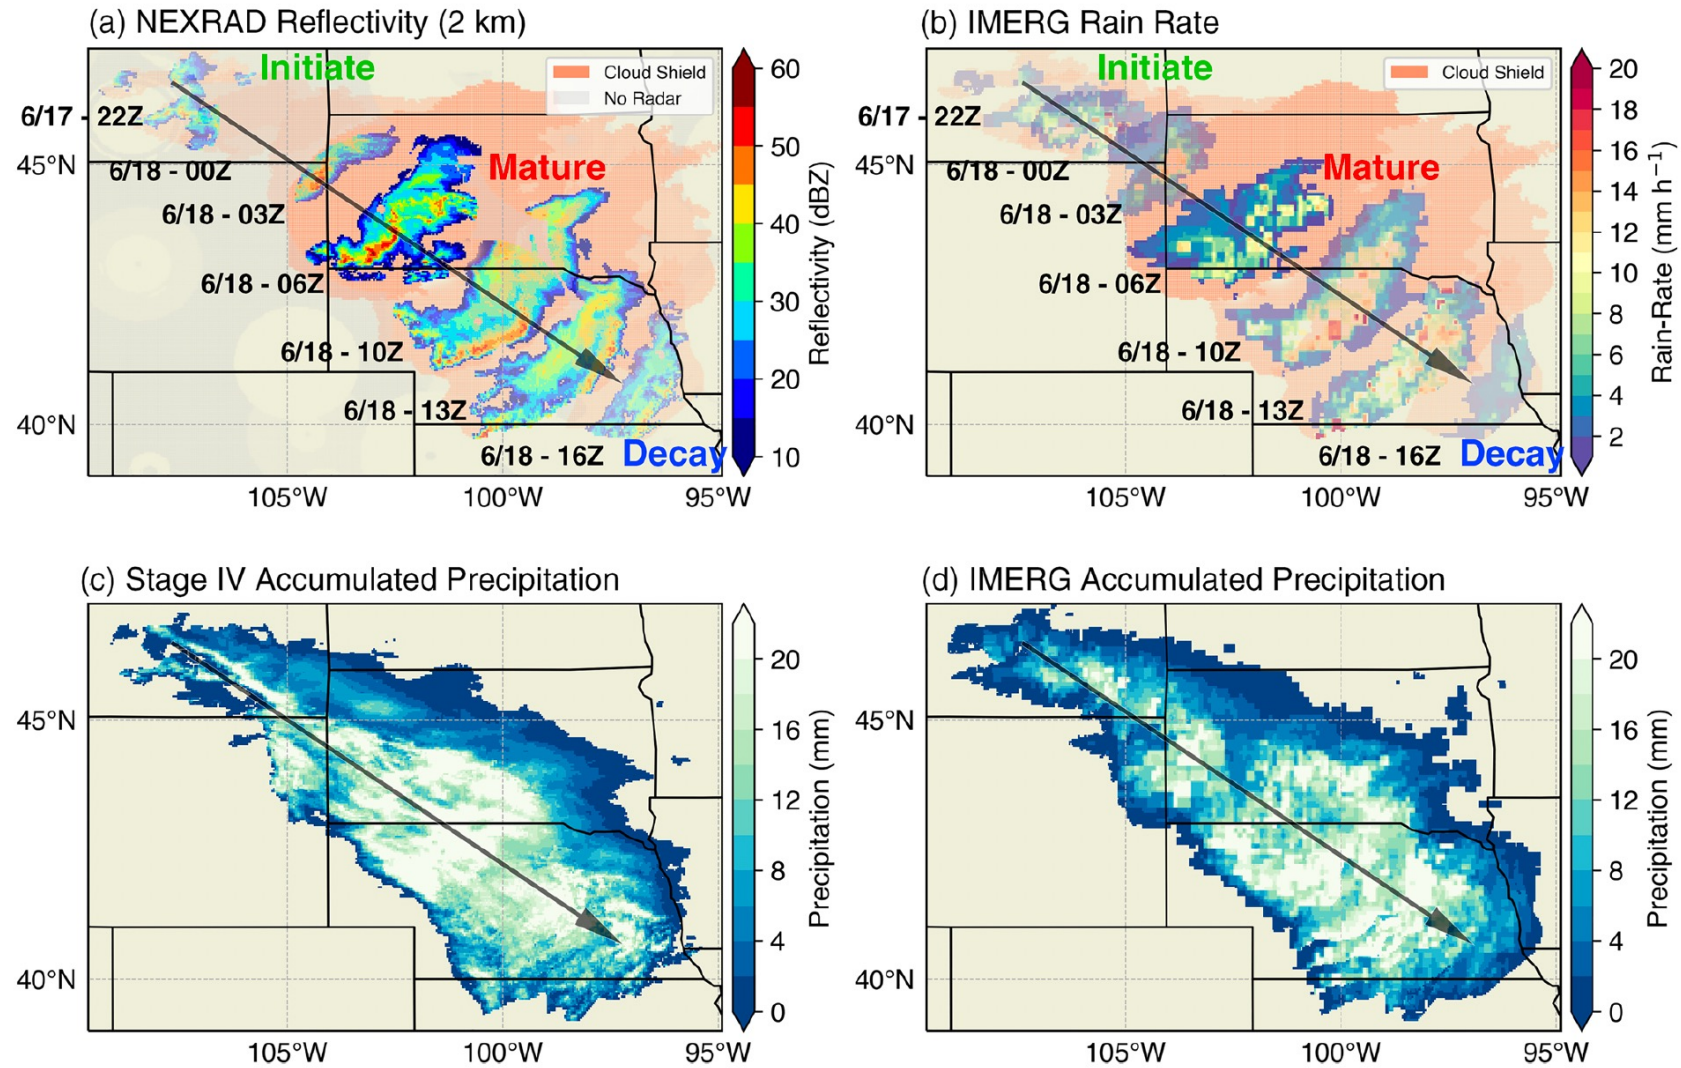 (a) NEXRAD Reflectivity (2 km)
Initiate
Cloud Shield
No Radar
6/17 - 22Z
45°N
6/18 - 00Z
Mature
6/18 - 03Z
6/18 - 06Z
6/18 - 10Z
6/18 - 13Z
40°N
6/18 - 16Z
Decay
105°W
100°W
95°W
60
50
40
30
20
10
Reflectivity (dBZ)
(b) IMERG Rain Rate
Initiate
Cloud Shield
6/17 - 22Z
45°N
6/18 - 00Z
Mature
6/18 - 03Z
6/18 - 06Z
6/18 - 10Z
6/18 - 13Z
40°N
6/18 - 16Z
Decay
105°W
100°W
95°W
20
18
16
14
12
10
8
6
4
2
Rain-Rate (mm h⁻¹)
(c) Stage IV Accumulated Precipitation
45°N
40°N
105°W
100°W
95°W
20
16
12
8
4
0
Precipitation (mm)
(d) IMERG Accumulated Precipitation
45°N
40°N
105°W
100°W
95°W
20
16
12
8
4
0
Precipitation (mm)